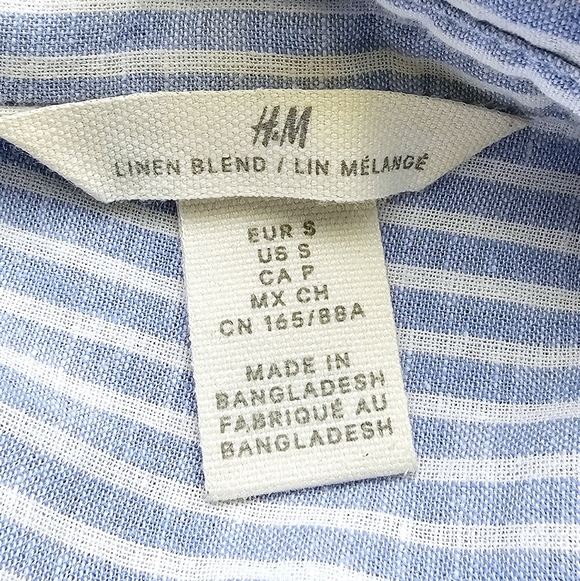 H&M
LINEN BLEND / LIN MÉLANGÉ
EUR S
US S
CA P
MX CH
CN 165/88A
MADE IN
BANGLADESH
FABRIQUÉ AU
BANGLADESH